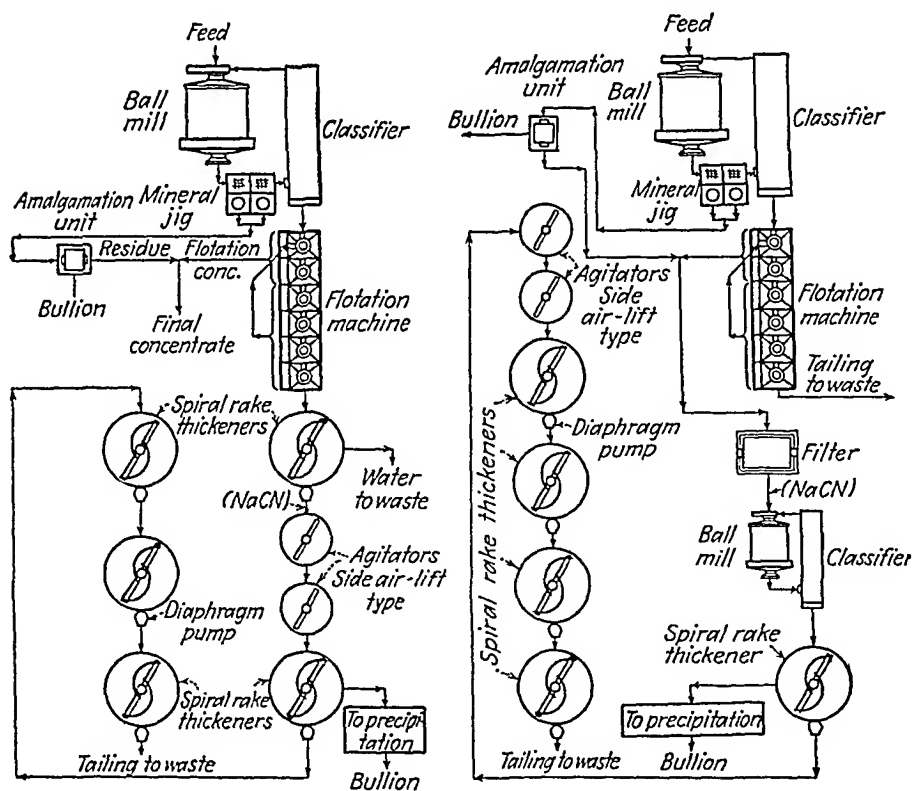 Feed
Ball
mill
Classifier
Amalgamation
unit
Mineral
jig
Residue
Flotation
conc.
Bullion
Final
concentrate
Flotation
machine
Spiral rake
thickeners
Water
to waste
(NaCN)
Agitators
Side air-lift
type
Diaphragm
pump
Spiral rake
thickeners
To precipi-
tation
Tailing to waste
Bullion
Feed
Amalgamation
unit
Ball
mill
Bullion
Classifier
Mineral
jig
Agitators
Side
air-lift
type
Flotation
machine
Tailing
to waste
Spiral rake thickeners
Diaphragm
pump
Filter
(NaCN)
Ball
mill
Classifier
Spiral rake
thickener
To precipitation
Tailing to waste
Bullion